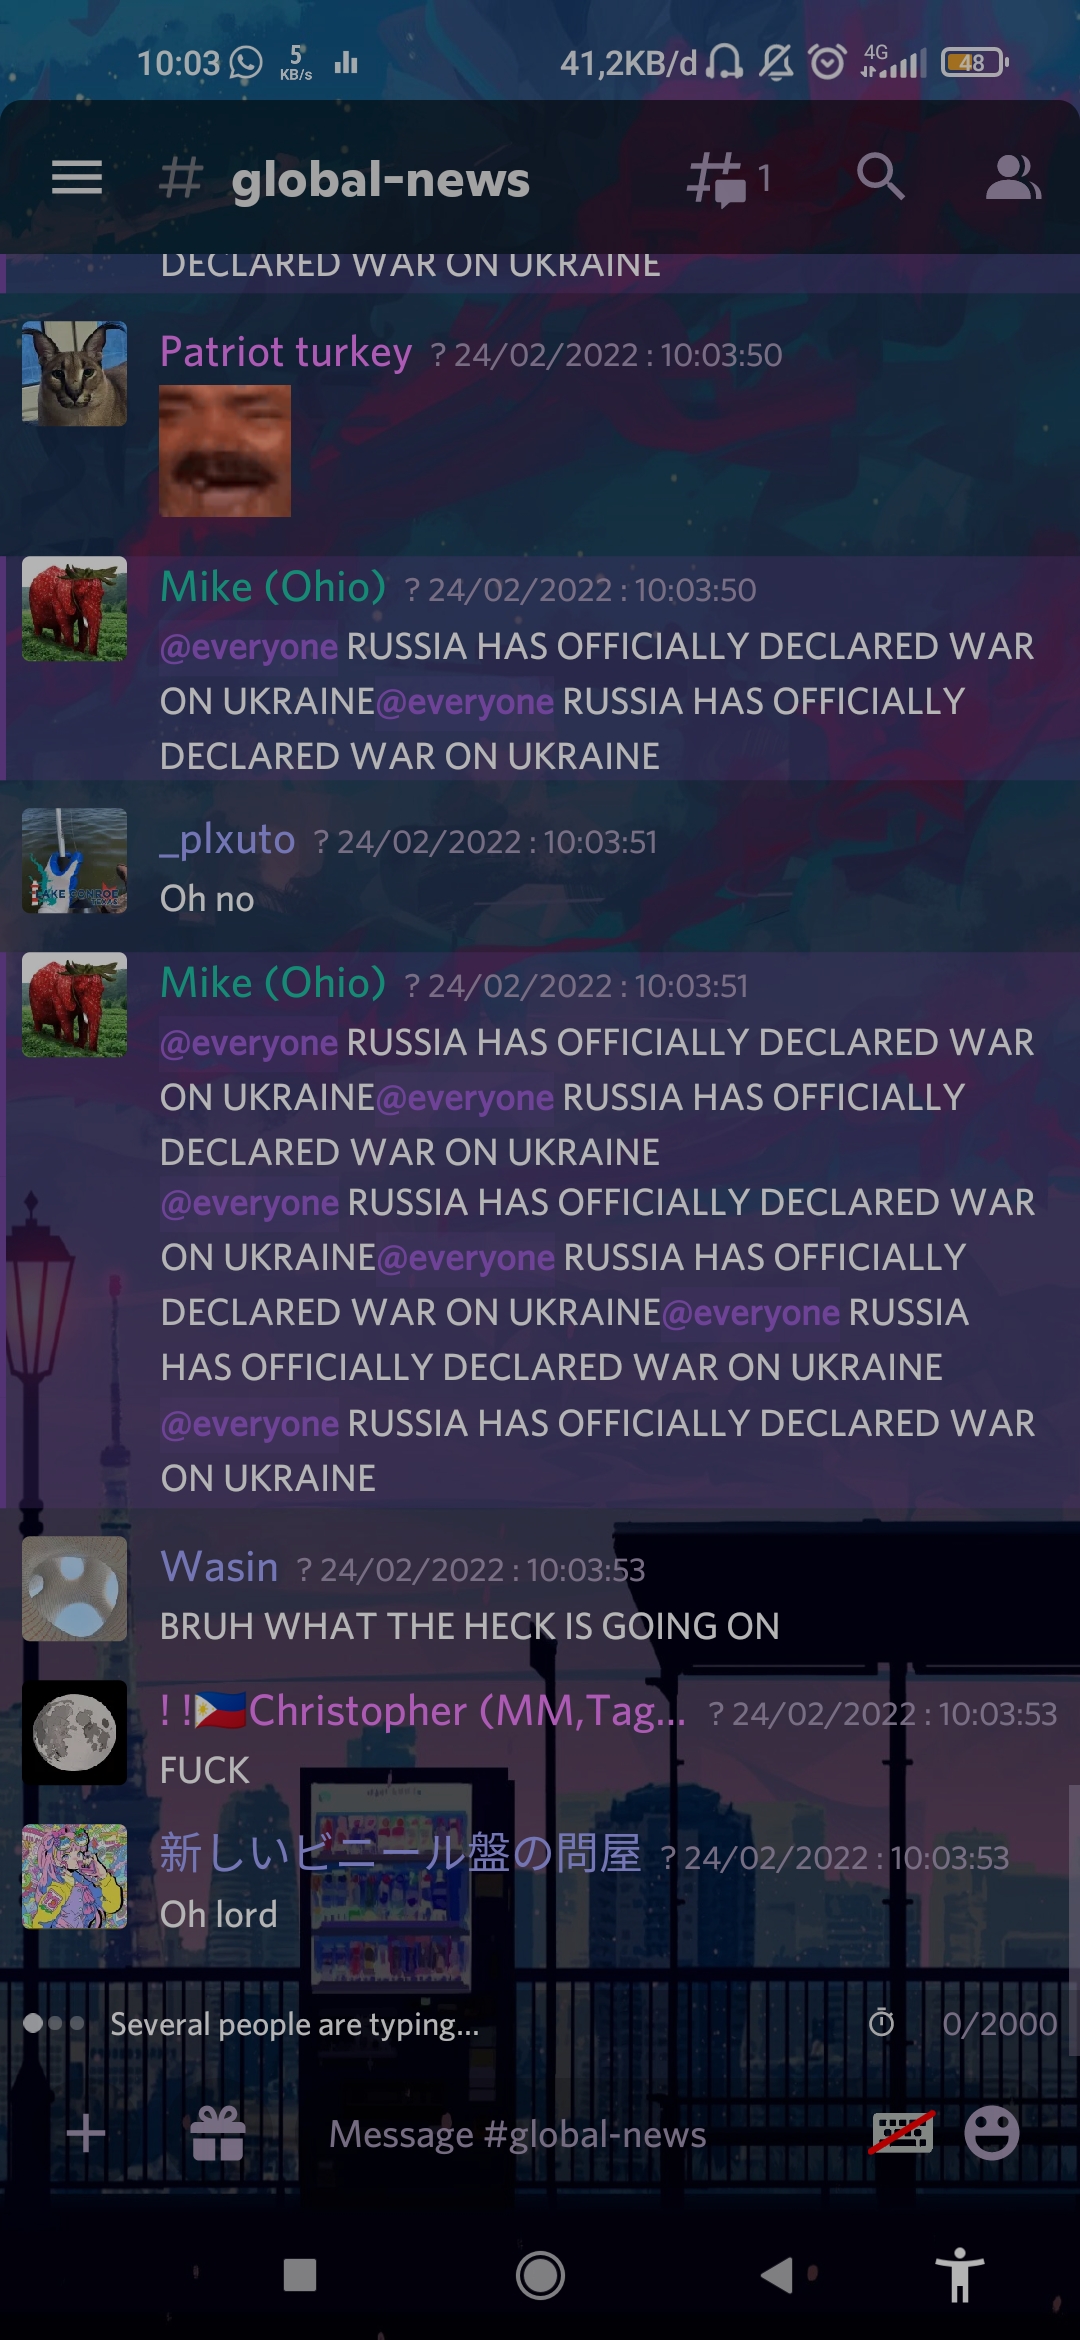 10:03 5 KB/s 41,2KB/d 4G 48
# global-news 1
DECLARED WAR ON UKRAINE
Patriot turkey ? 24/02/2022 : 10:03:50
Mike (Ohio) ? 24/02/2022 : 10:03:50
@everyone RUSSIA HAS OFFICIALLY DECLARED WAR
ON UKRAINE@everyone RUSSIA HAS OFFICIALLY
DECLARED WAR ON UKRAINE
_plxuto ? 24/02/2022 : 10:03:51
LAKE CONROE
TEXAS
Oh no
Mike (Ohio) ? 24/02/2022 : 10:03:51
@everyone RUSSIA HAS OFFICIALLY DECLARED WAR
ON UKRAINE@everyone RUSSIA HAS OFFICIALLY
DECLARED WAR ON UKRAINE
@everyone RUSSIA HAS OFFICIALLY DECLARED WAR
ON UKRAINE@everyone RUSSIA HAS OFFICIALLY
DECLARED WAR ON UKRAINE@everyone RUSSIA
HAS OFFICIALLY DECLARED WAR ON UKRAINE
@everyone RUSSIA HAS OFFICIALLY DECLARED WAR
ON UKRAINE
Wasin ? 24/02/2022 : 10:03:53
BRUH WHAT THE HECK IS GOING ON
! !🇵🇭Christopher (MM,Tag... ? 24/02/2022 : 10:03:53
FUCK
新しいビニール盤の問屋 ? 24/02/2022 : 10:03:53
Oh lord
Several people are typing... 0/2000
Message #global-news